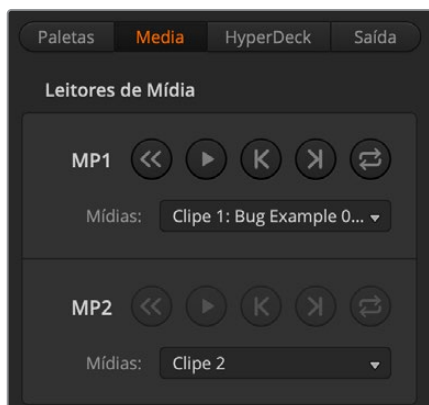 Paletas Media HyperDeck Saída
Leitores de Mídia
MP1
Mídias: Clipe 1: Bug Example 0...
MP2
Mídias: Clipe 2